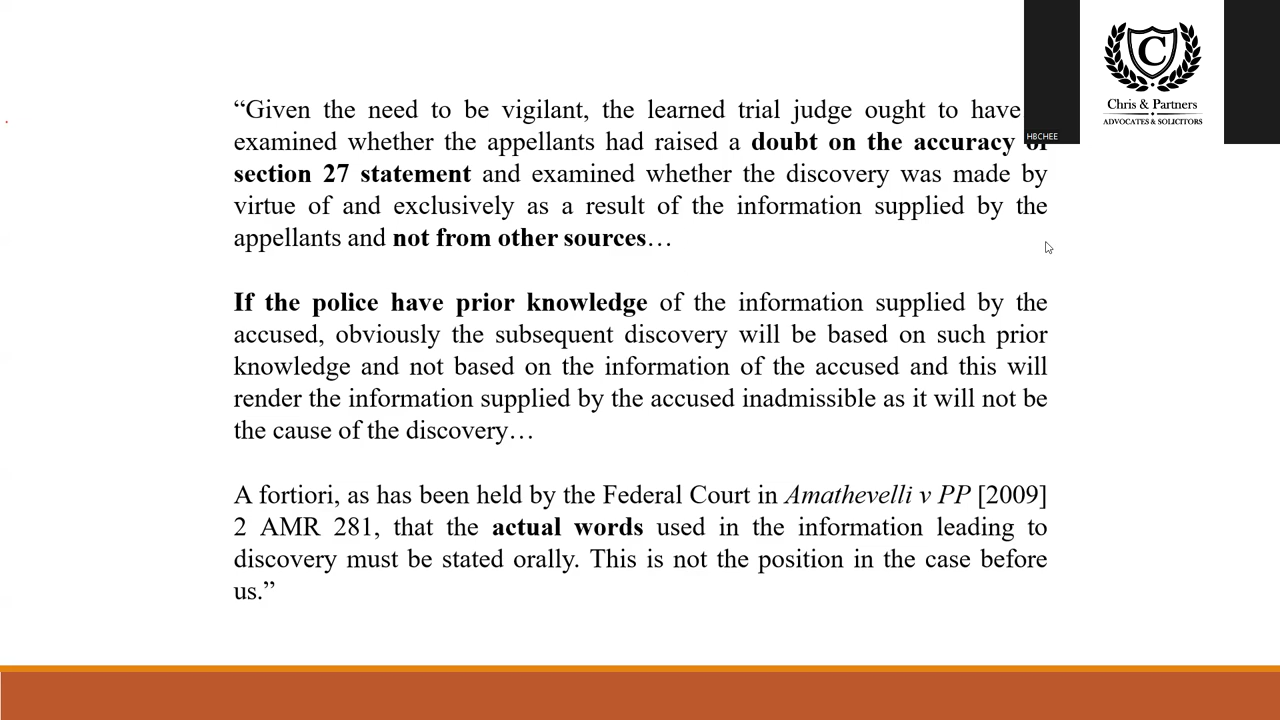 C
Chris & Partners
ADVOCATES & SOLICITORS
HBCHEE
“Given the need to be vigilant, the learned trial judge ought to have
examined whether the appellants had raised a doubt on the accuracy of
section 27 statement and examined whether the discovery was made by
virtue of and exclusively as a result of the information supplied by the
appellants and not from other sources…
If the police have prior knowledge of the information supplied by the
accused, obviously the subsequent discovery will be based on such prior
knowledge and not based on the information of the accused and this will
render the information supplied by the accused inadmissible as it will not be
the cause of the discovery…
A fortiori, as has been held by the Federal Court in Amathevelli v PP [2009]
2 AMR 281, that the actual words used in the information leading to
discovery must be stated orally. This is not the position in the case before
us.”